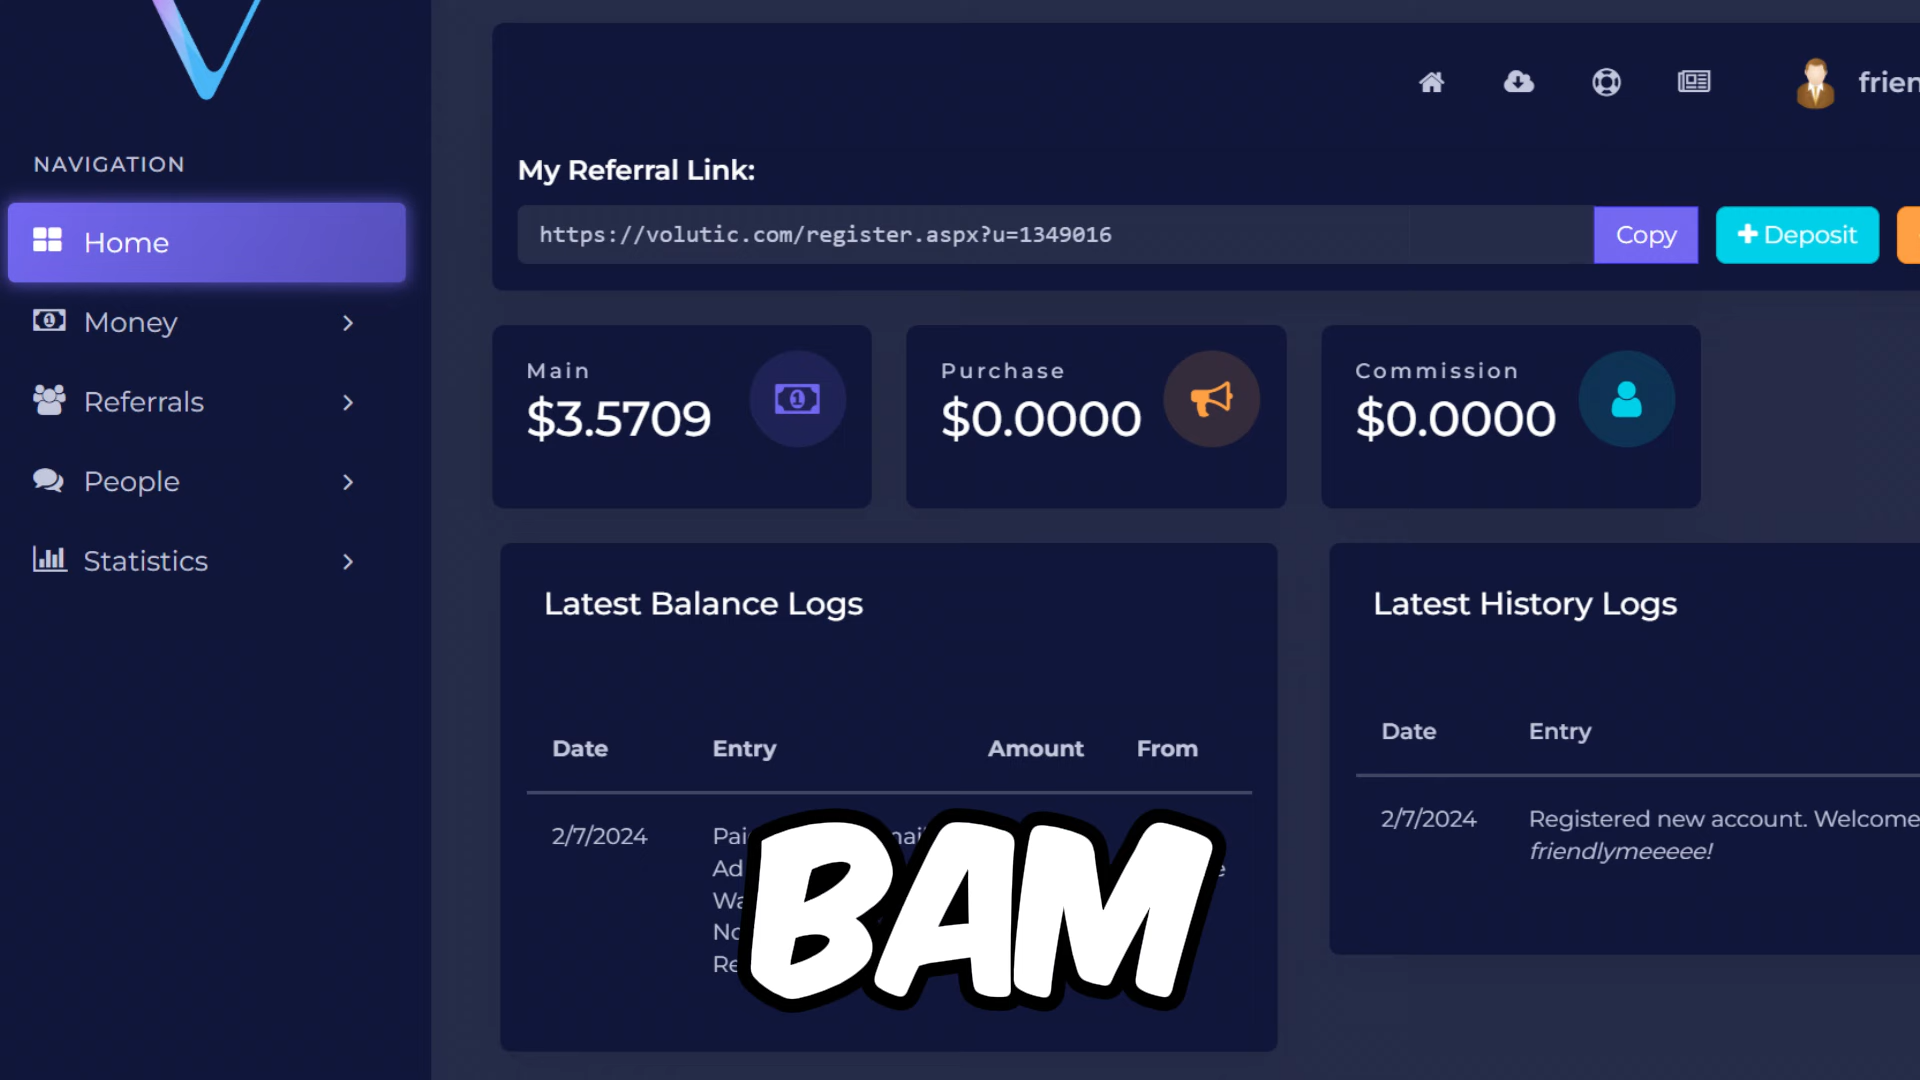 NAVIGATION
Home
Money
Referrals
People
Statistics
My Referral Link:
https://volutic.com/register.aspx?u=1349016
Copy
Deposit
Main
$3.5709
Purchase
$0.0000
Commission
$0.0000
Latest Balance Logs
Date Entry Amount From
2/7/2024
Ad
BAM
Latest History Logs
Date Entry
2/7/2024 Registered new account. Welcome
friendlymeeeee!